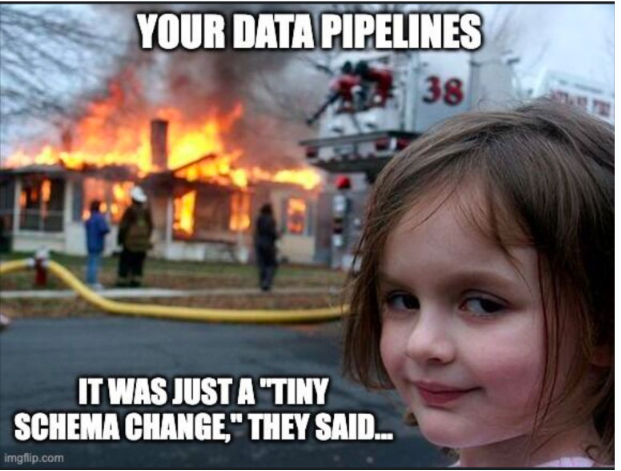 YOUR DATA PIPELINES
38
IT WAS JUST A "TINY
SCHEMA CHANGE," THEY SAID...
imgflip.com